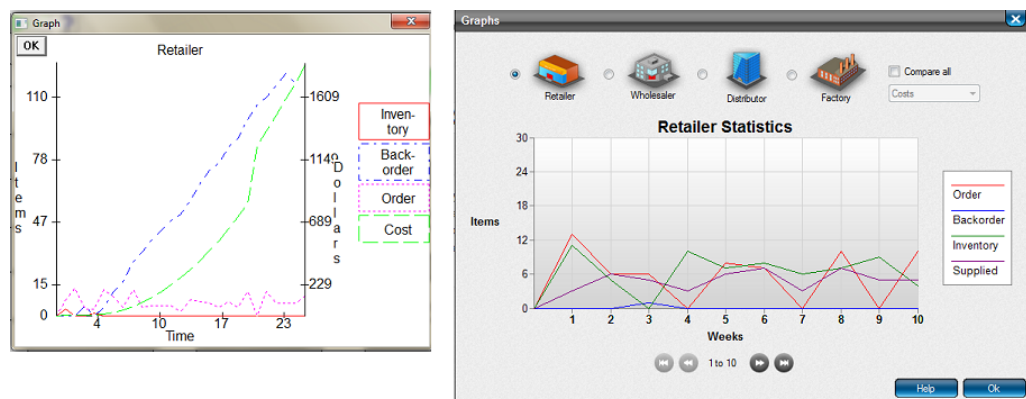 Graph
OK
Retailer
110
78
47
15
0
Items
1609
1149
689
229
Dollars
4
10
17
23
Time
Inven-
tory
Back-
order
Order
Cost
Graphs
Retailer
Wholesaler
Distributor
Factory
Compare all
Costs
Retailer Statistics
30
24
18
12
6
0
Items
1
2
3
4
5
6
7
8
9
10
Weeks
Order
Backorder
Inventory
Supplied
1 to 10
Help
Ok